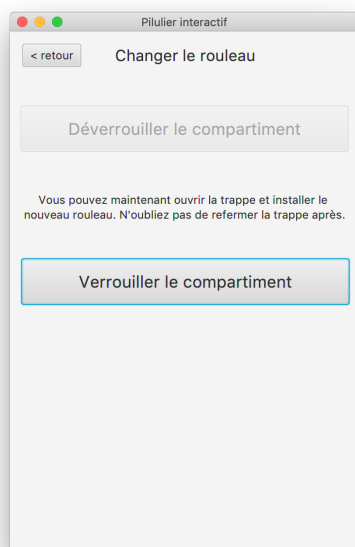 Pilulier interactif
< retour
Changer le rouleau
Déverrouiller le compartiment
Vous pouvez maintenant ouvrir la trappe et installer le
nouveau rouleau. N'oubliez pas de refermer la trappe après.
Verrouiller le compartiment